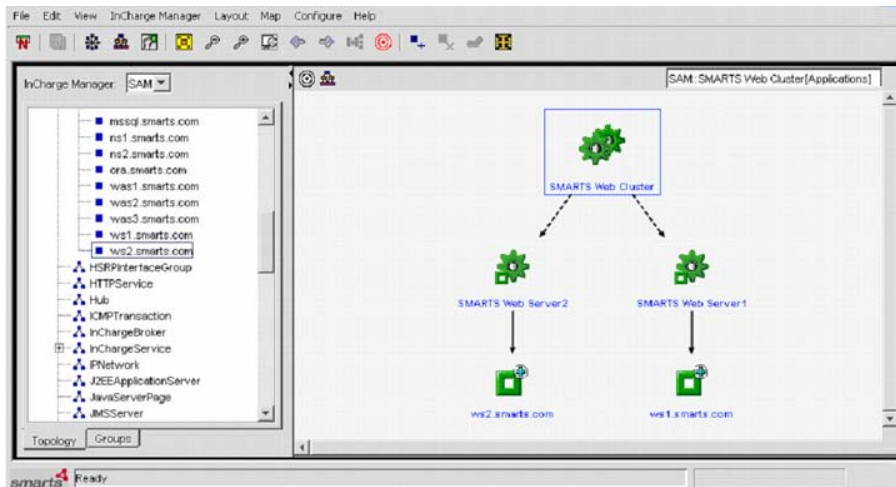 File Edit View InCharge Manager Layout Map Configure Help
InCharge Manager: SAM
SAM::SMARTS Web Cluster[Applications]
mssql.smarts.com
ns1.smarts.com
ns2.smarts.com
ora.smarts.com
was1.smarts.com
was2.smarts.com
was3.smarts.com
ws1.smarts.com
ws2.smarts.com
HSRPInterfaceGroup
HTTPService
Hub
ICMPTransaction
InChargeBroker
InChargeService
IPNetwork
J2EEApplicationServer
JavaServerPage
JMSServer
Topology Groups
SMARTS Web Cluster
SMARTS Web Server2 SMARTS Web Server1
ws2.smarts.com ws1.smarts.com
smarts Ready